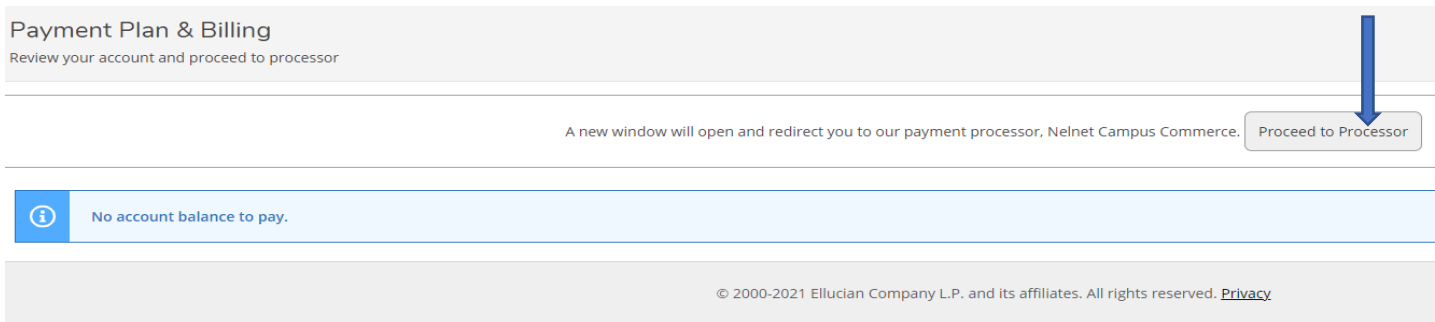 Payment Plan & Billing
Review your account and proceed to processor
A new window will open and redirect you to our payment processor, Nelnet Campus Commerce. Proceed to Processor
No account balance to pay.
© 2000-2021 Ellucian Company L.P. and its affiliates. All rights reserved. Privacy